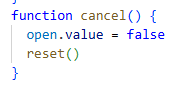 }
function cancel() {
  open.value = false
  reset()
}